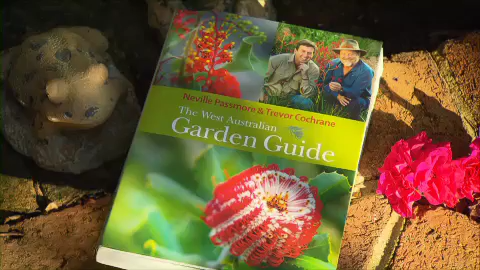 Neville Passmore & Trevor Cochrane
The West Australian
Garden Guide